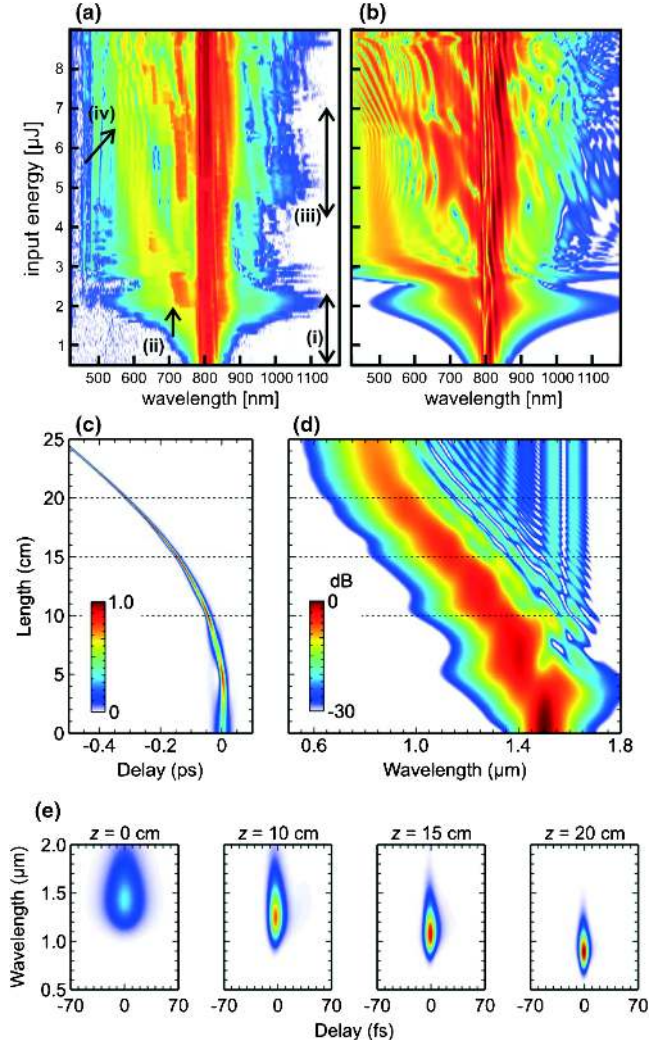 (a)
(b)
input energy [µJ]
8
7
6
5
4
3
2
1
(iv)
(iii)
(ii)
(i)
500 600 700 800 900 1000 1100
wavelength [nm]
500 600 700 800 900 1000 1100
wavelength [nm]
(c)
(d)
Length (cm)
25
20
15
10
5
0
1.0
0
dB
0
-30
-0.4 -0.2 0
Delay (ps)
0.6 1.0 1.4 1.8
Wavelength (µm)
(e)
z = 0 cm
z = 10 cm
z = 15 cm
z = 20 cm
Wavelength (µm)
2.0
1.5
1.0
0.5
-70 0 70
-70 0 70
-70 0 70
-70 0 70
Delay (fs)